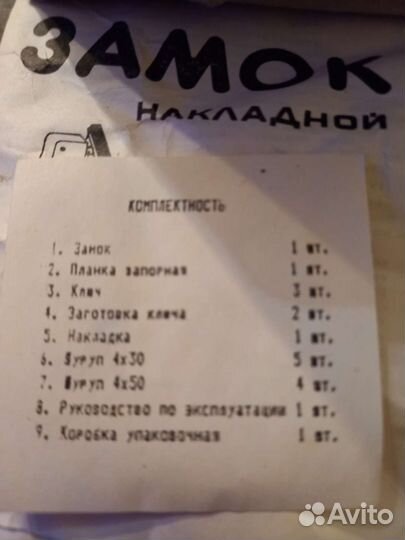 ЗАМОК
НАКЛАДНОЙ
КОМПЛЕКТНОСТЬ
1. Замок 1 шт.
2. Планка запорная 1 шт.
3. Ключ 3 шт.
4. Заготовка ключа 2 шт.
5. Накладка 1 шт.
6. Шуруп 4х30 5 шт.
7. Шуруп 4х50 4 шт.
8. Руководство по эксплуатации 1 шт.
9. Коробка упаковочная 1 шт.
Avito